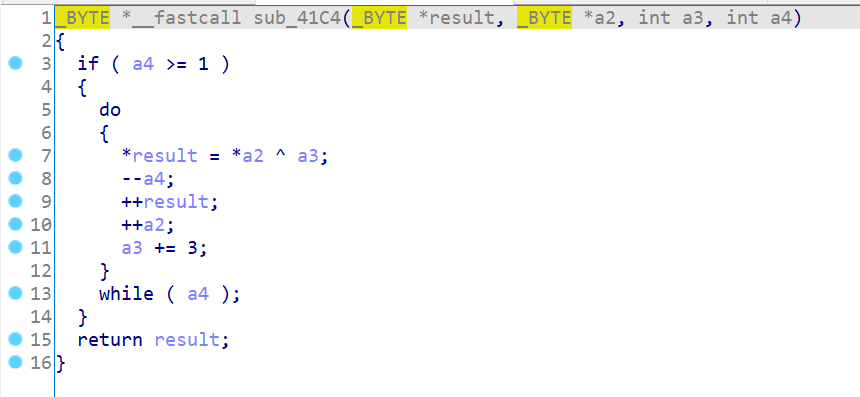 1 _BYTE *__fastcall sub_41C4(_BYTE *result, _BYTE *a2, int a3, int a4)
2 {
3   if ( a4 >= 1 )
4   {
5     do
6     {
7       *result = *a2 ^ a3;
8       --a4;
9       ++result;
10       ++a2;
11       a3 += 3;
12     }
13     while ( a4 );
14   }
15   return result;
16 }